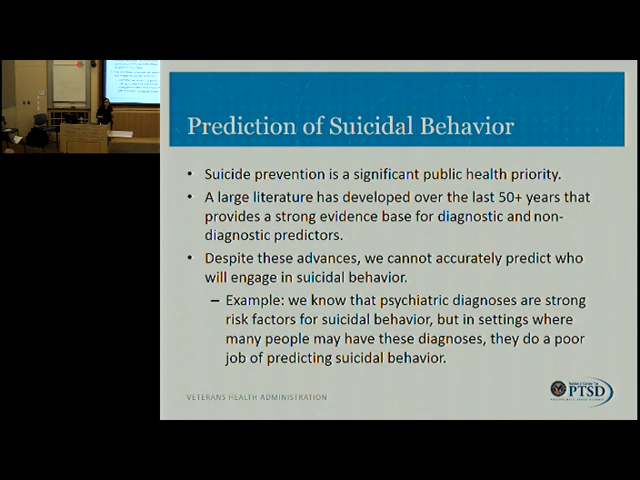 Prediction of Suicidal Behavior
• Suicide prevention is a significant public health priority.
• A large literature has developed over the last 50+ years that
provides a strong evidence base for diagnostic and non-
diagnostic predictors.
• Despite these advances, we cannot accurately predict who
will engage in suicidal behavior.
– Example: we know that psychiatric diagnoses are strong
risk factors for suicidal behavior, but in settings where
many people may have these diagnoses, they do a poor
job of predicting suicidal behavior.
VETERANS HEALTH ADMINISTRATION
PTSD